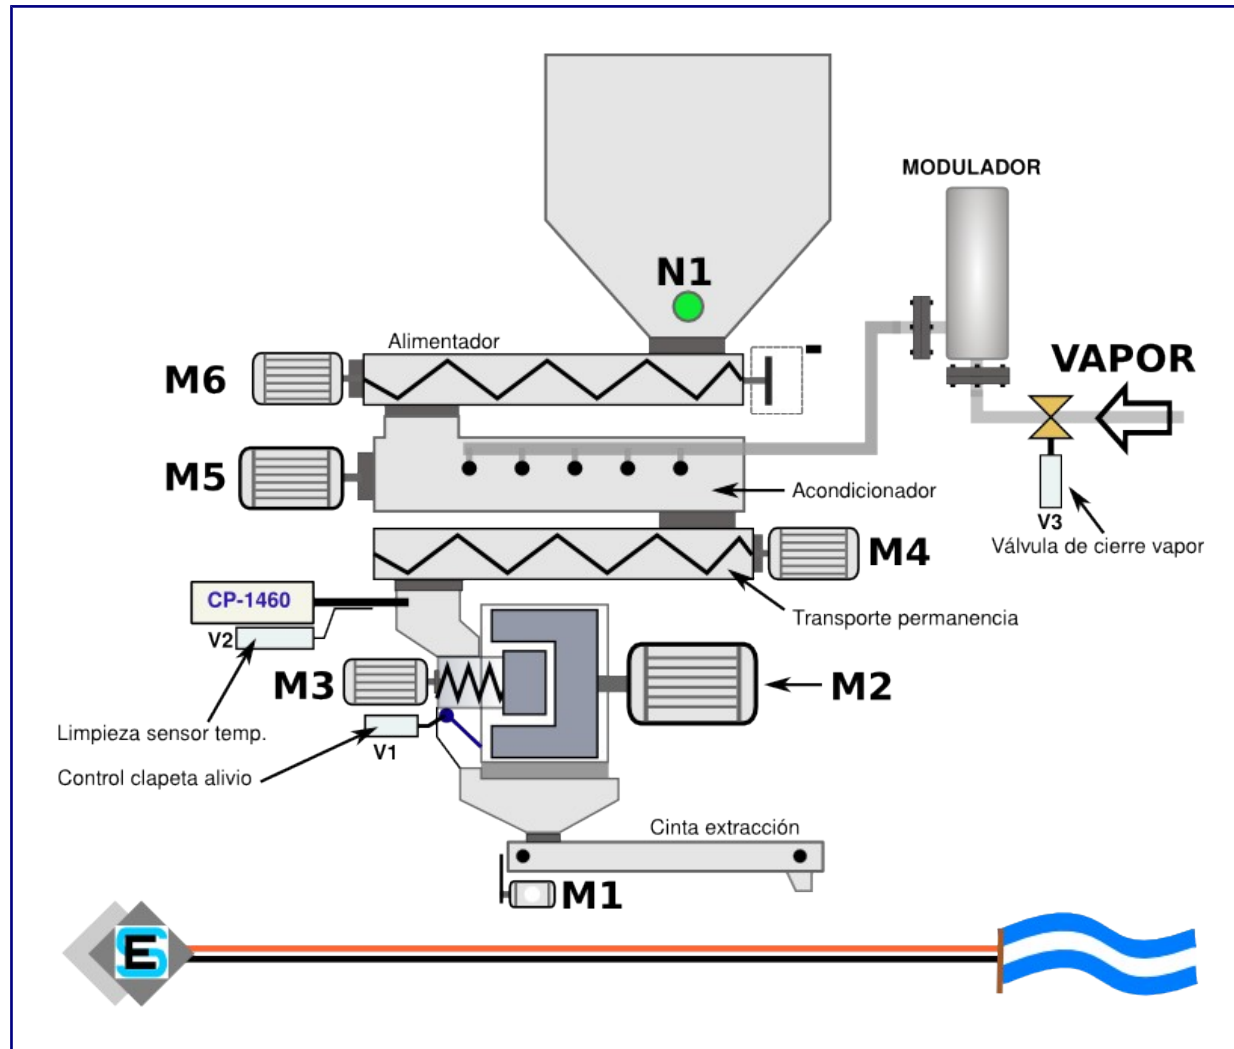 MODULADOR
N1
Alimentador
VAPOR
M6
M5
Acondicionador
V3
Válvula de cierre vapor
M4
CP-1460
V2
Transporte permanencia
M3
M2
Limpieza sensor temp.
V1
Control clapeta alivio
Cinta extracción
M1
ES